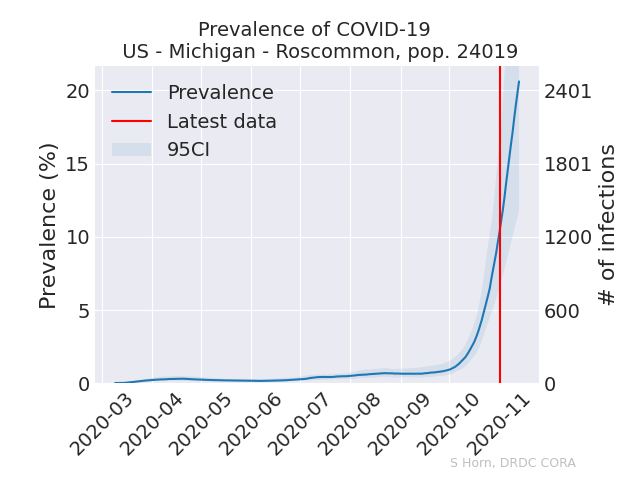 Prevalence of COVID-19
US - Michigan - Roscommon, pop. 24019
Prevalence
Latest data
95CI
Prevalence (%)
20
15
10
5
0
2401
1801
1200
600
0
# of infections
2020-03
2020-04
2020-05
2020-06
2020-07
2020-08
2020-09
2020-10
2020-11
S Horn, DRDC CORA